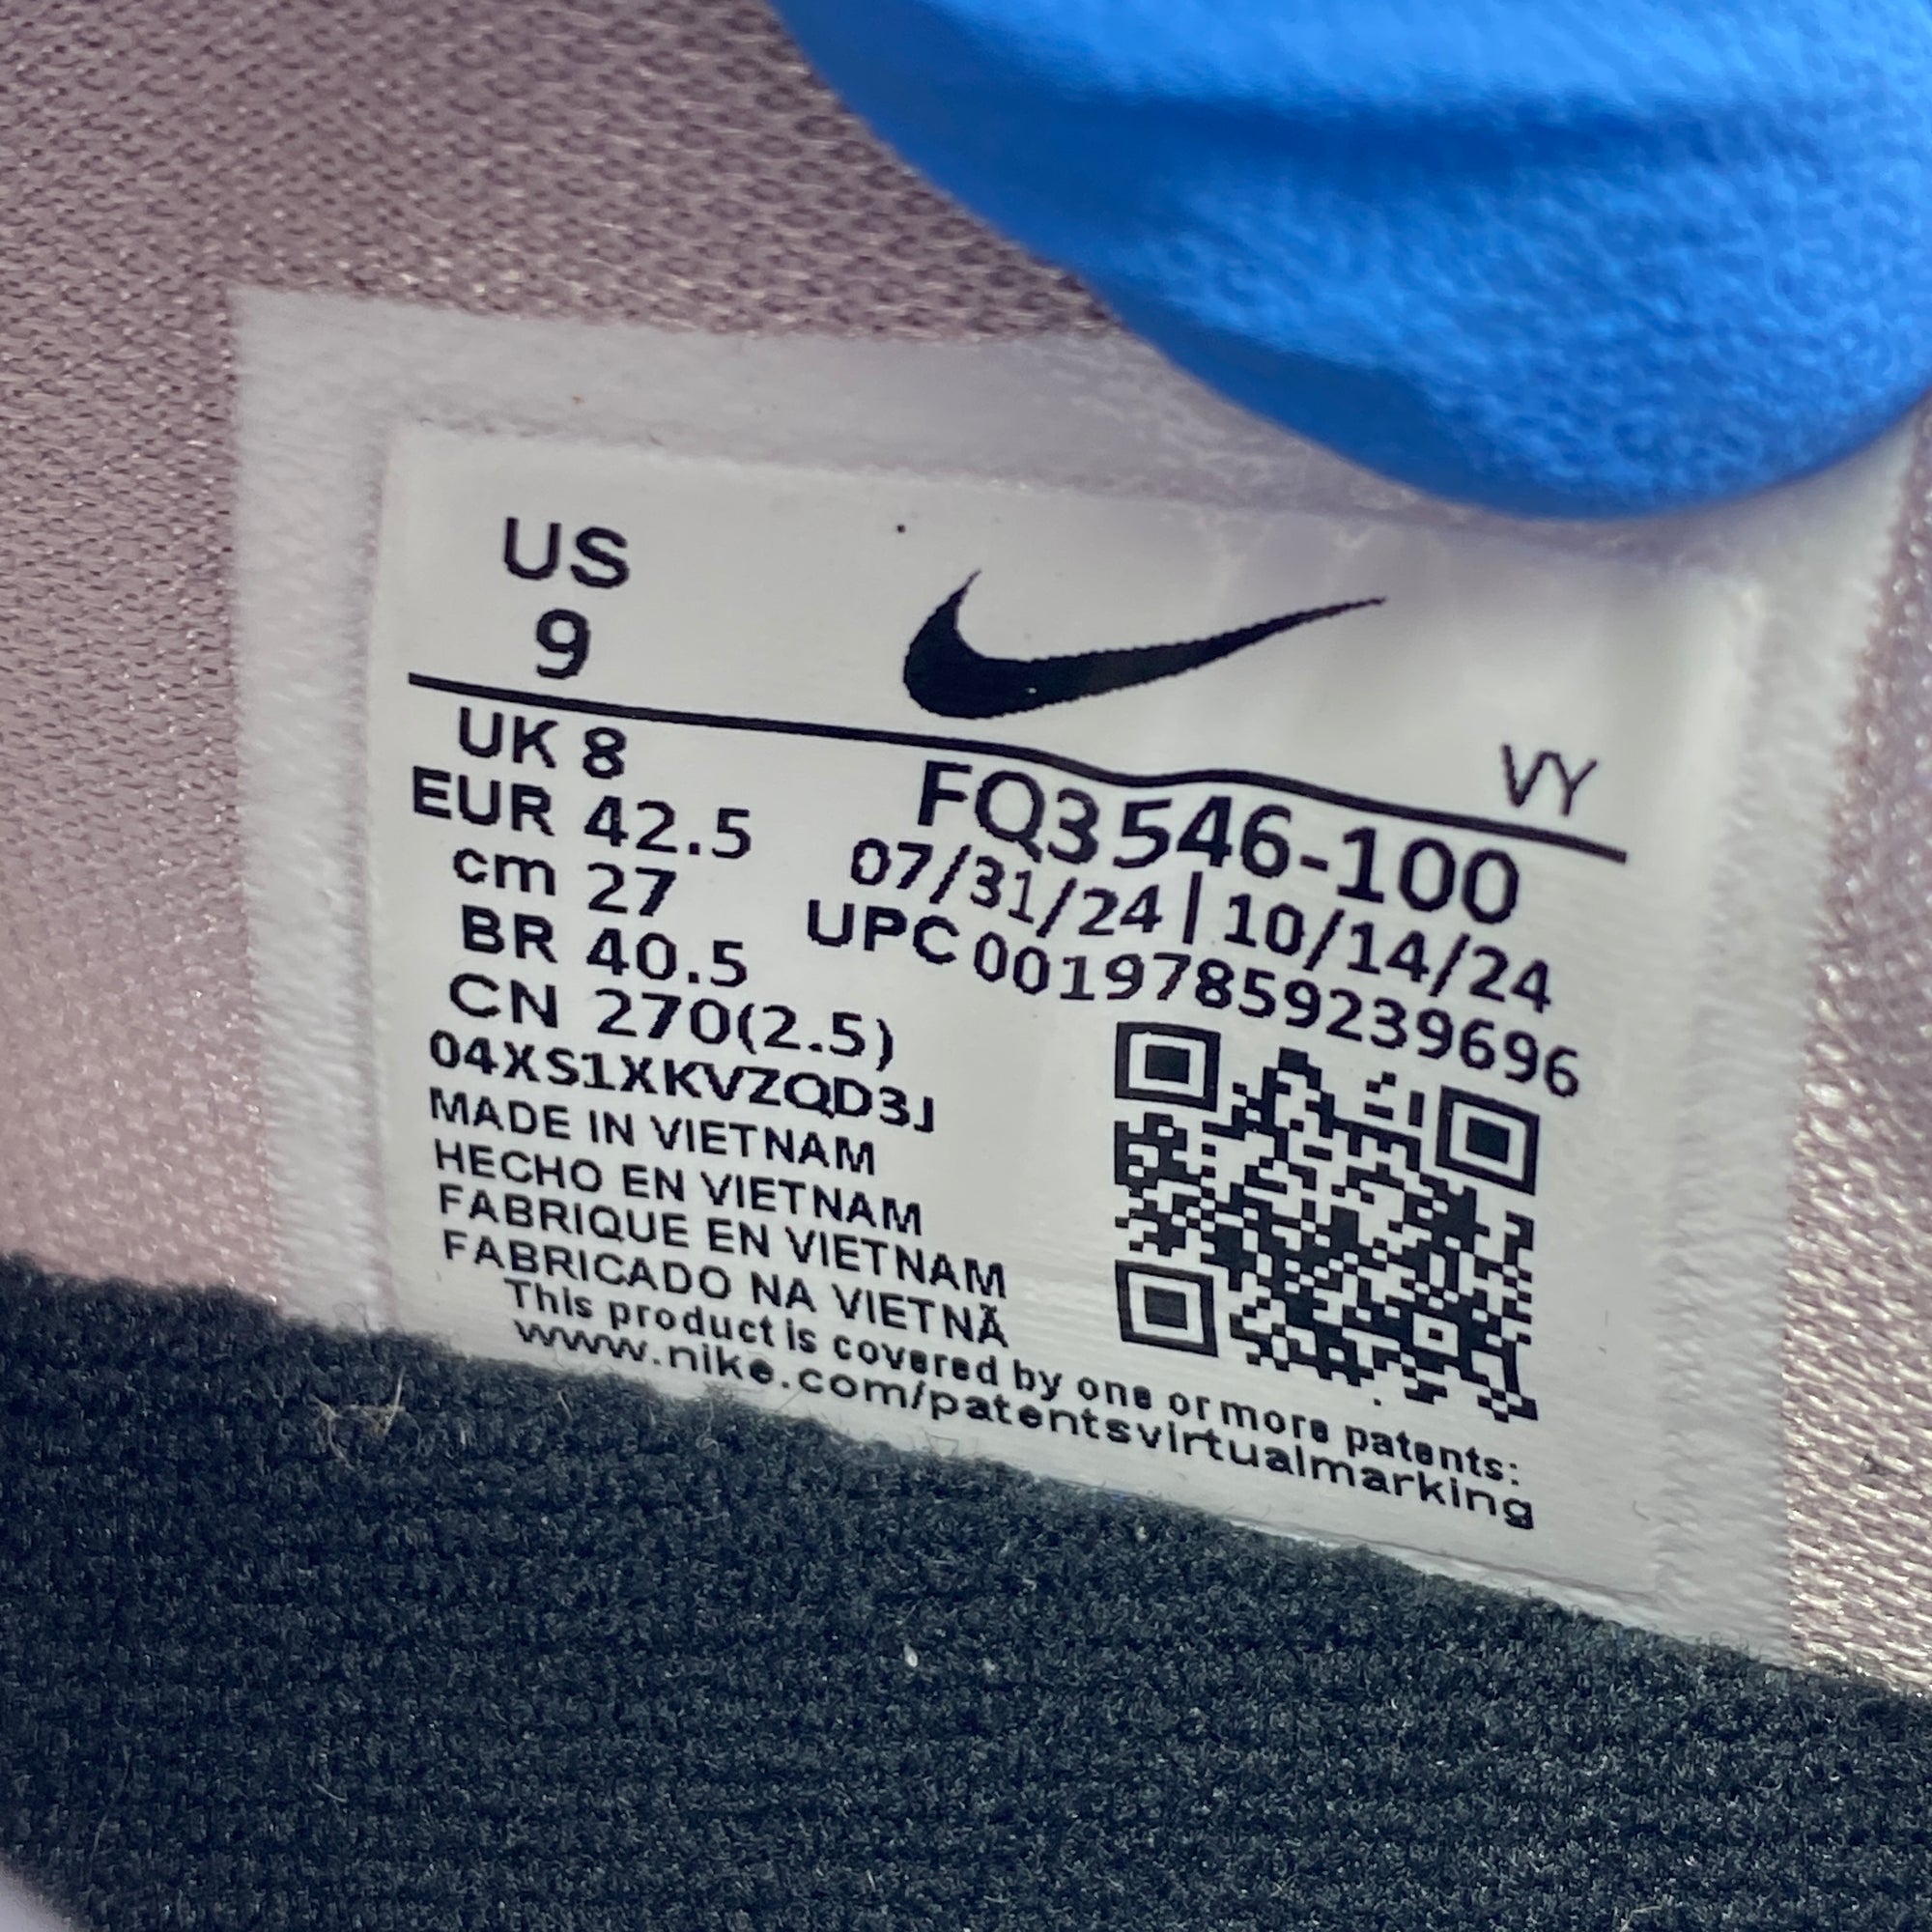 US
9
VY
UK 8
EUR 42.5
cm 27
BR 40.5
CN 270(2.5)
04XS1XKVZQD3J
MADE IN VIETNAM
HECHO EN VIETNAM
FABRIQUE EN VIETNAM
FABRICADO NA VIETNÃ
FQ3546-100
07/31/24 | 10/14/24
UPC 00197859239696
This product is covered by one or more patents:
www.nike.com/patentsvirtualmarking